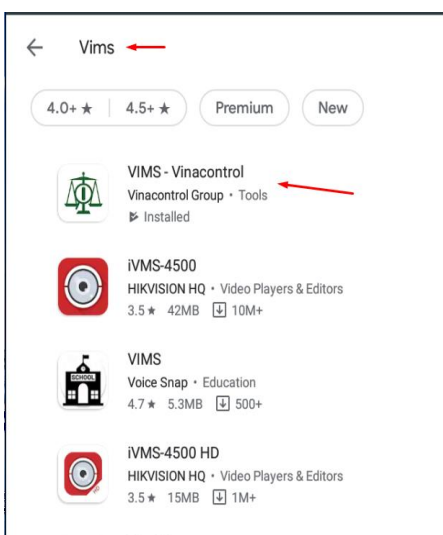 Vims
4.0+ ★ 4.5+ ★ Premium New
VIMS - Vinacontrol
Vinacontrol Group • Tools
Installed
iVMS-4500
HIKVISION HQ • Video Players & Editors
3.5 ★ 42MB 10M+
SCHOOL
VIMS
Voice Snap • Education
4.7 ★ 5.3MB 500+
iVMS-4500 HD
HIKVISION HQ • Video Players & Editors
3.5 ★ 15MB 1M+